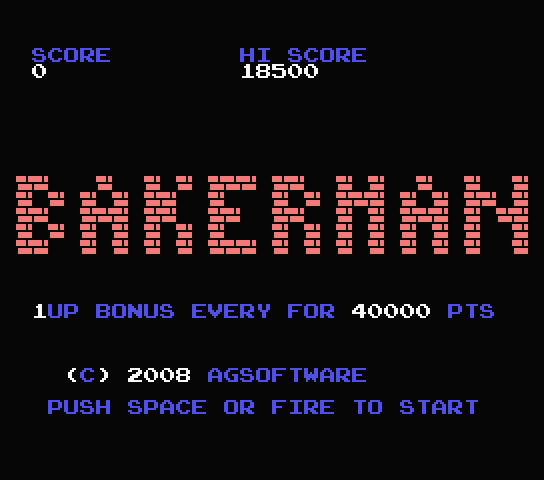 SCORE HI SCORE
0 18500
BAKERMAN
1UP BONUS EVERY FOR 40000 PTS
(C) 2008 AGSOFTWARE
PUSH SPACE OR FIRE TO START